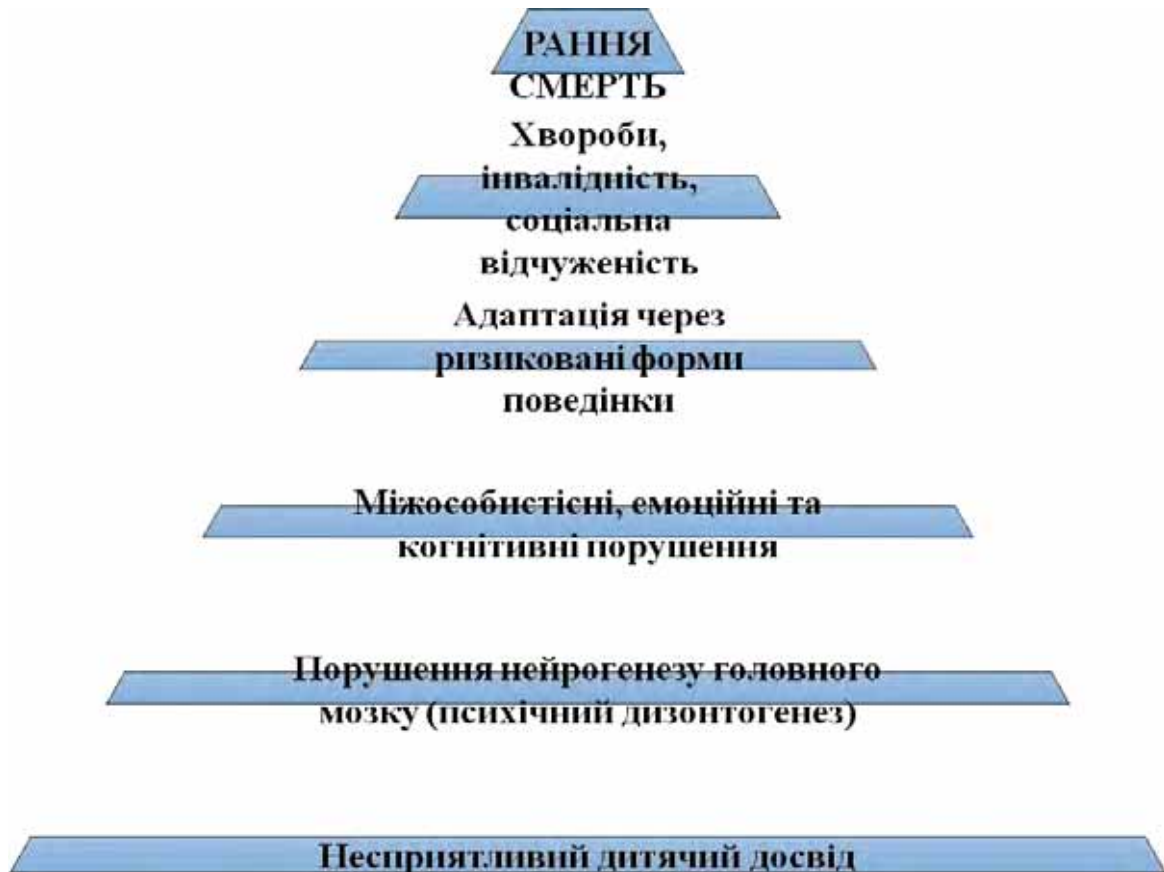 РАННЯ
СМЕРТЬ
Хвороби,
інвалідність,
соціальна
відчуженість
Адаптація через
ризиковані форми
поведінки
Міжособистісні, емоційні та
когнітивні порушення
Порушення нейрогенезу головного
мозку (психічний дизонтогенез)
Несприятливий дитячий досвід